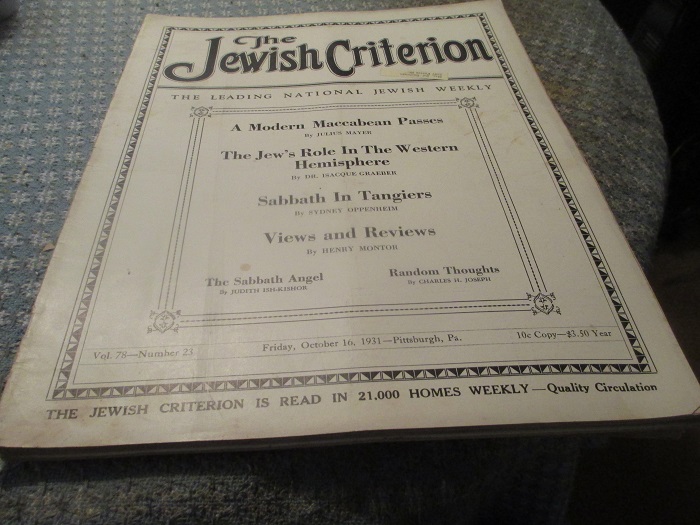 The
Jewish Criterion
THE LEADING NATIONAL JEWISH WEEKLY
A Modern Maccabean Passes
By JULIUS MAYER
The Jew's Role In The Western
Hemisphere
By DR. ISACQUE GRAEBER
Sabbath In Tangiers
By SYDNEY OPPENHEIM
Views and Reviews
By HENRY MONTOR
The Sabbath Angel
By JUDITH ISH-KISHOR
Random Thoughts
By CHARLES H. JOSEPH
Vol. 78—Number 23
Friday, October 16, 1931—Pittsburgh, Pa.
10c Copy—$3.50 Year
THE JEWISH CRITERION IS READ IN 21,000 HOMES WEEKLY—Quality Circulation